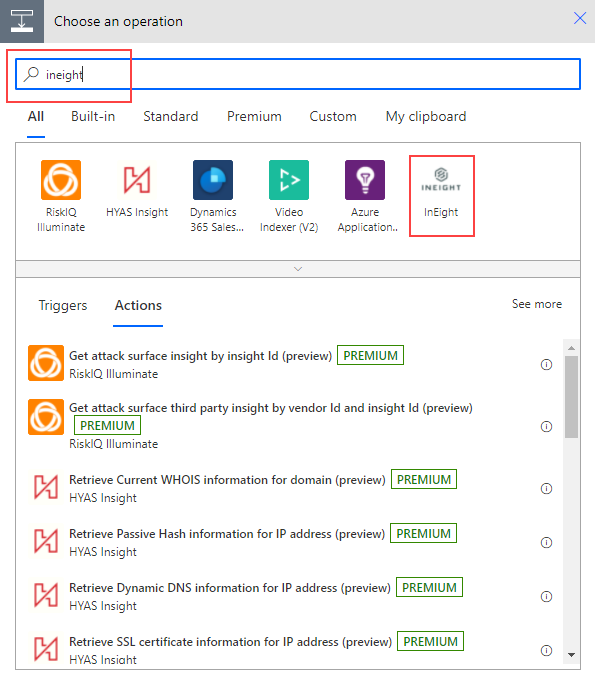 Choose an operation
ineight
All Built-in Standard Premium Custom My clipboard
INEIGHT
RiskIQ Illuminate
HYAS Insight
Dynamics 365 Sales...
Video Indexer (V2)
Azure Application..
InEight
Triggers Actions See more
Get attack surface insight by insight Id (preview) PREMIUM
RiskIQ Illuminate
Get attack surface third party insight by vendor Id and insight Id (preview)
PREMIUM
RiskIQ Illuminate
Retrieve Current WHOIS information for domain (preview) PREMIUM
HYAS Insight
Retrieve Passive Hash information for IP address (preview) PREMIUM
HYAS Insight
Retrieve Dynamic DNS information for IP address (preview) PREMIUM
HYAS Insight
Retrieve SSL certificate information for IP address (preview) PREMIUM
HYAS Insight